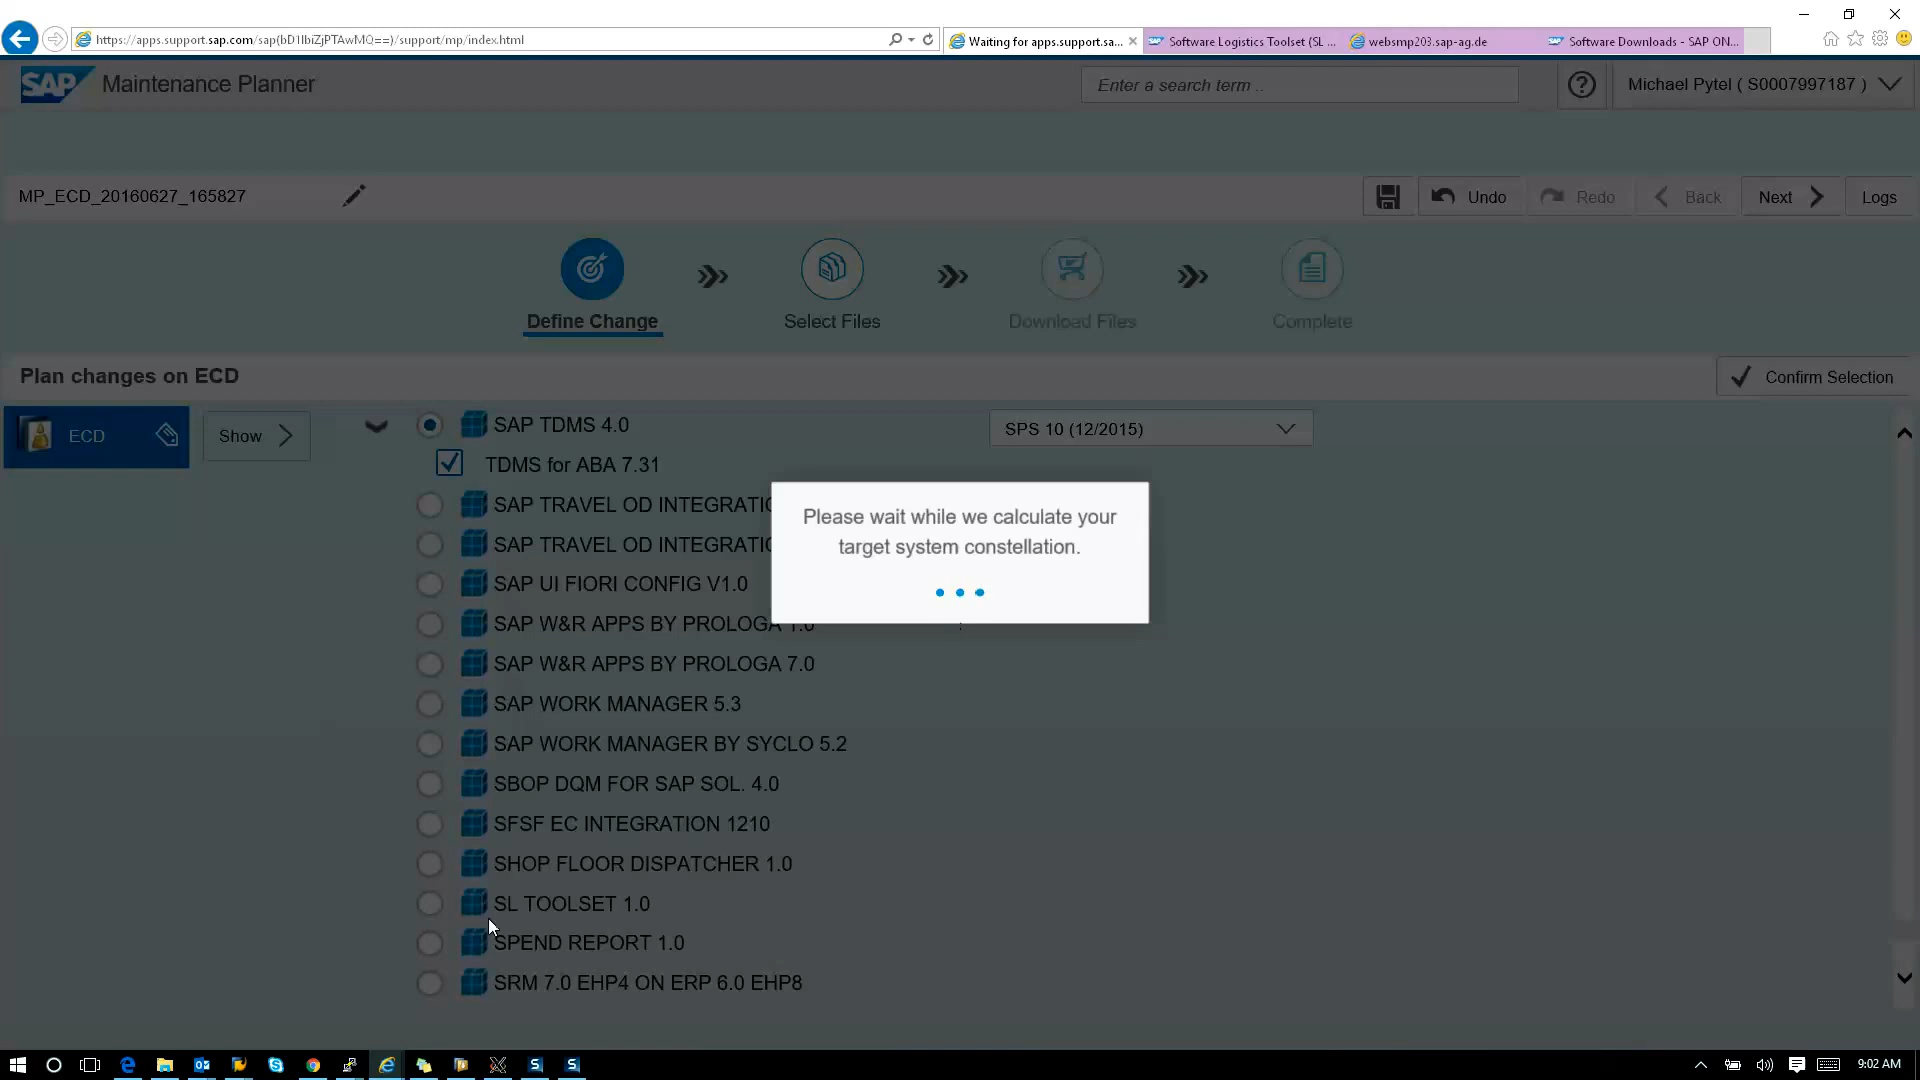 https://apps.support.sap.com/sap(bD1lbiZjPTAwMQ==)/support/mp/index.html
Waiting for apps.support.sa...
Software Logistics Toolset (SL ...
websmp203.sap-ag.de
Software Downloads - SAP ON...
SAP
Maintenance Planner
Enter a search term ..
Michael Pytel ( S0007997187 )
MP_ECD_20160627_165827
Undo
Redo
Back
Next
Logs
Define Change
Select Files
Download Files
Complete
Plan changes on ECD
Confirm Selection
ECD
Show
SAP TDMS 4.0
SPS 10 (12/2015)
TDMS for ABA 7.31
SAP TRAVEL OD INTEGRATIO
SAP TRAVEL OD INTEGRATIO
SAP UI FIORI CONFIG V1.0
SAP W&R APPS BY PROLOGA 1.0
SAP W&R APPS BY PROLOGA 7.0
SAP WORK MANAGER 5.3
SAP WORK MANAGER BY SYCLO 5.2
SBOP DQM FOR SAP SOL. 4.0
SFSF EC INTEGRATION 1210
SHOP FLOOR DISPATCHER 1.0
SL TOOLSET 1.0
SPEND REPORT 1.0
SRM 7.0 EHP4 ON ERP 6.0 EHP8
Please wait while we calculate your
target system constellation.
9:02 AM